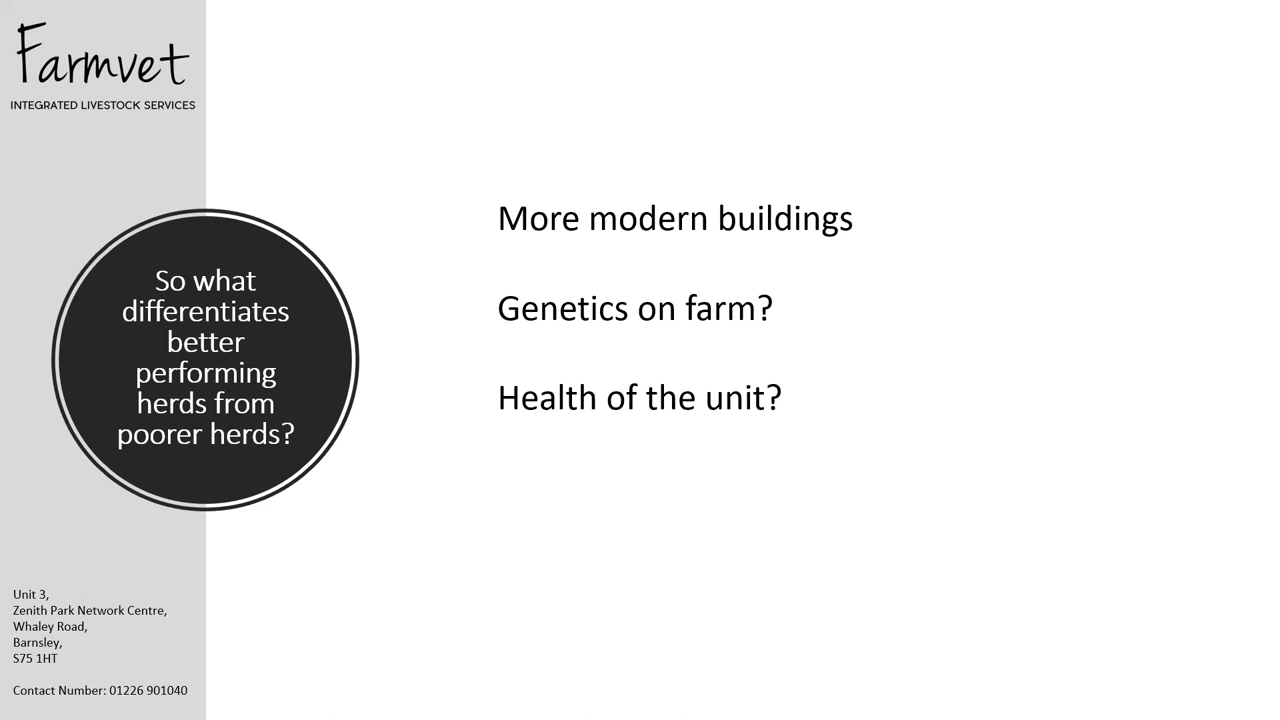 Farmvet
INTEGRATED LIVESTOCK SERVICES
So what
differentiates
better
performing
herds from
poorer herds?
More modern buildings
Genetics on farm?
Health of the unit?
Unit 3,
Zenith Park Network Centre,
Whaley Road,
Barnsley,
S75 1HT
Contact Number: 01226 901040